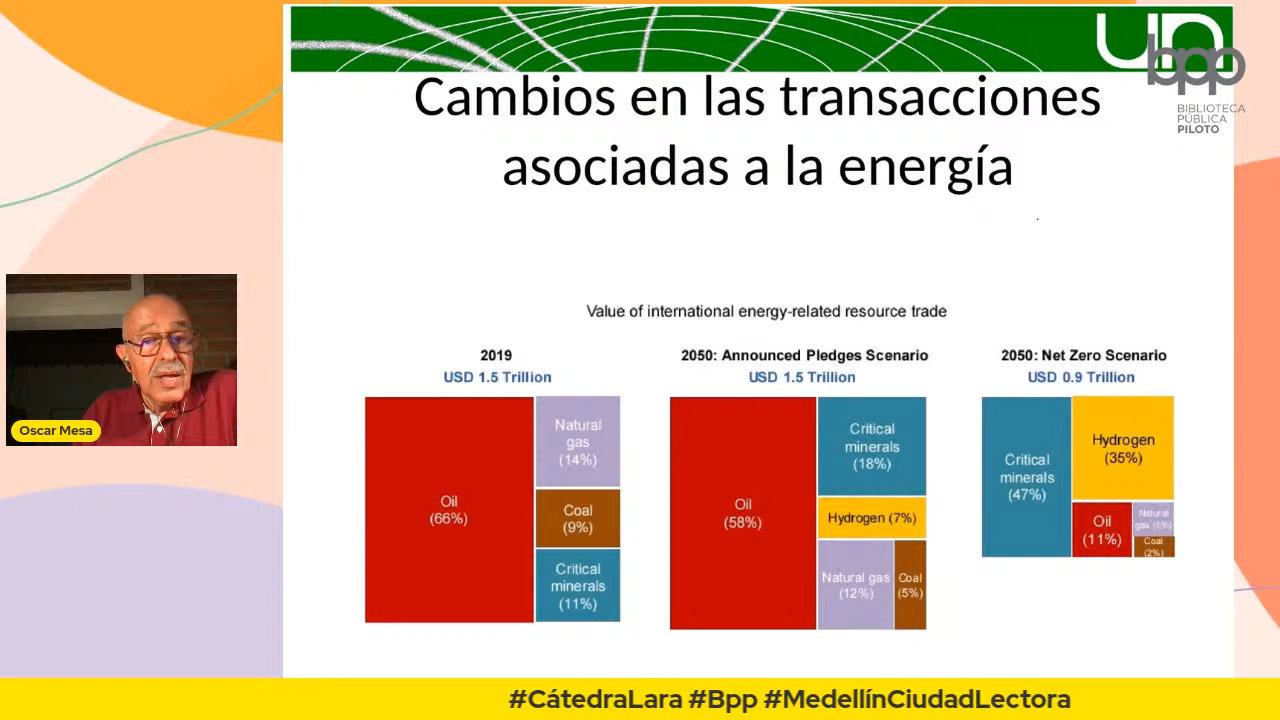 un
bpp
BIBLIOTECA
PÚBLICA
PILOTO
Cambios en las transacciones
asociadas a la energía
Value of international energy-related resource trade
2019
USD 1.5 Trillion
Oil
(66%)
Natural
gas
(14%)
Coal
(9%)
Critical
minerals
(11%)
2050: Announced Pledges Scenario
USD 1.5 Trillion
Oil
(58%)
Critical
minerals
(18%)
Hydrogen (7%)
Natural gas
(12%)
Coal
(5%)
2050: Net Zero Scenario
USD 0.9 Trillion
Critical
minerals
(47%)
Hydrogen
(35%)
Oil
(11%)
Natural
gas (5%)
Coal
(2%)
Oscar Mesa
#CátedraLara #Bpp #MedellínCiudadLectora